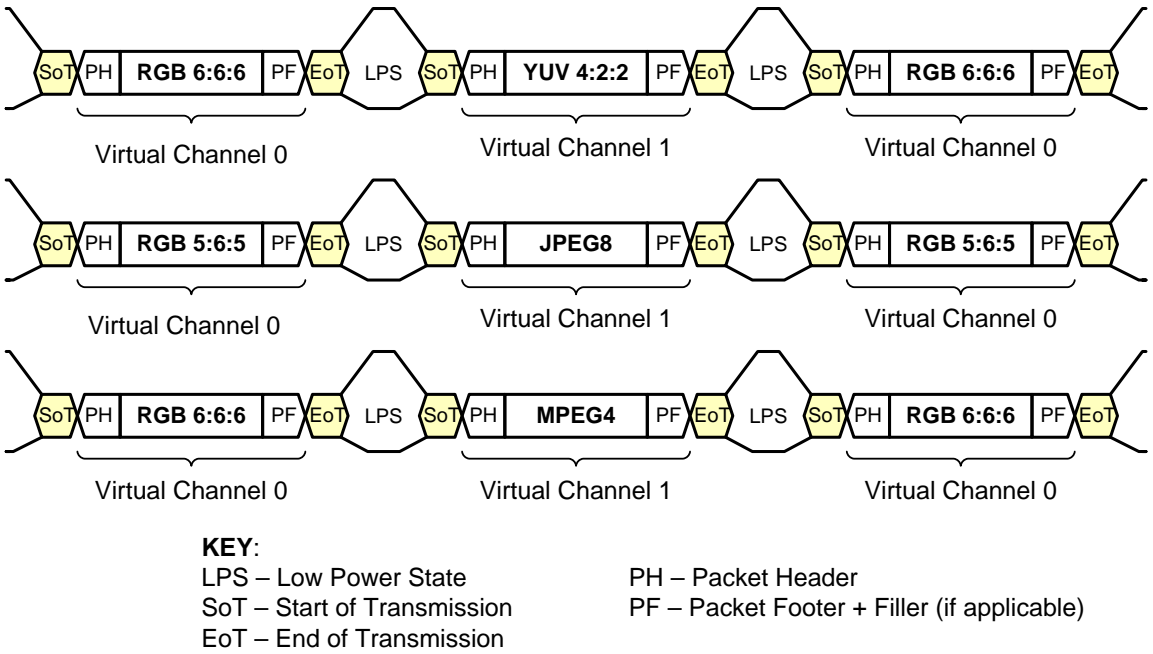 SoT PH RGB 6:6:6 PF EoT LPS SoT PH YUV 4:2:2 PF EoT LPS SoT PH RGB 6:6:6 PF EoT
Virtual Channel 0 Virtual Channel 1 Virtual Channel 0
SoT PH RGB 5:6:5 PF EoT LPS SoT PH JPEG8 PF EoT LPS SoT PH RGB 5:6:5 PF EoT
Virtual Channel 0 Virtual Channel 1 Virtual Channel 0
SoT PH RGB 6:6:6 PF EoT LPS SoT PH MPEG4 PF EoT LPS SoT PH RGB 6:6:6 PF EoT
Virtual Channel 0 Virtual Channel 1 Virtual Channel 0
KEY:
LPS – Low Power State PH – Packet Header
SoT – Start of Transmission PF – Packet Footer + Filler (if applicable)
EoT – End of Transmission